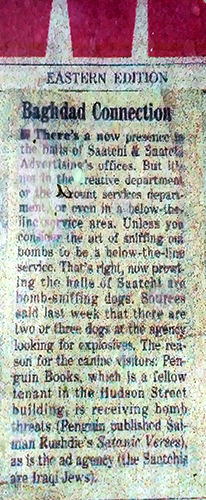 EASTERN EDITION
Baghdad Connection
There's a new presence in
the halls of Saatchi & Saatchi
Advertising's offices. But it's
not in the creative department
or the account services depart-
ment, or even in a below-the-
line service area. Unless you
consider the art of sniffing out
bombs to be a below-the-line
service. That's right, now prowl-
ing the halls of Saatchi are
bomb-sniffing dogs. Sources
said last week that there are
two or three dogs at the agency
looking for explosives. The rea-
son for the canine visitors: Pen-
guin Books, which is a fellow
tenant in the Hudson Street
building, is receiving bomb
threats (Penguin published Sal-
man Rushdie's Satanic Verses),
as is the ad agency (the Saatchis
are Iraqi Jews).